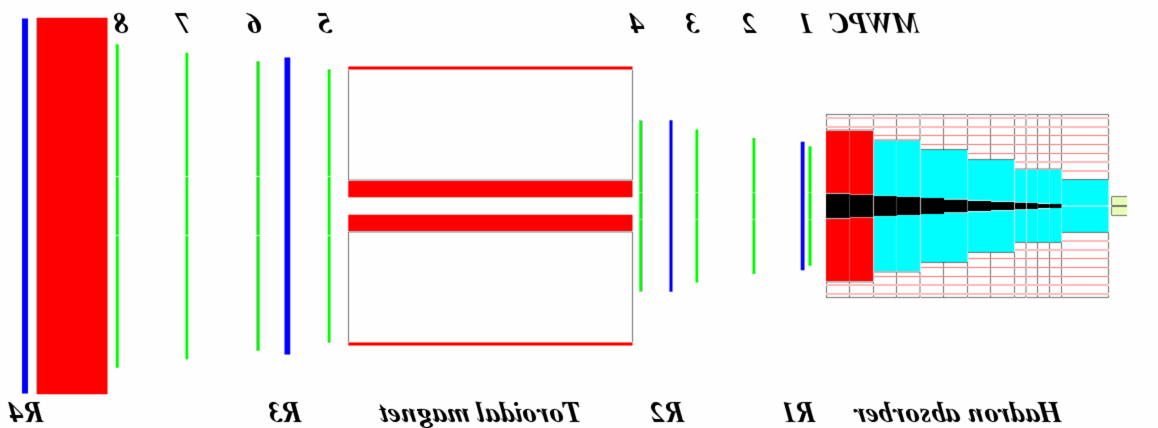 MWPC 1 2 3 4 5 6 7 8
Hadron absorber R1 R2 Toroidal magnet R3 R4